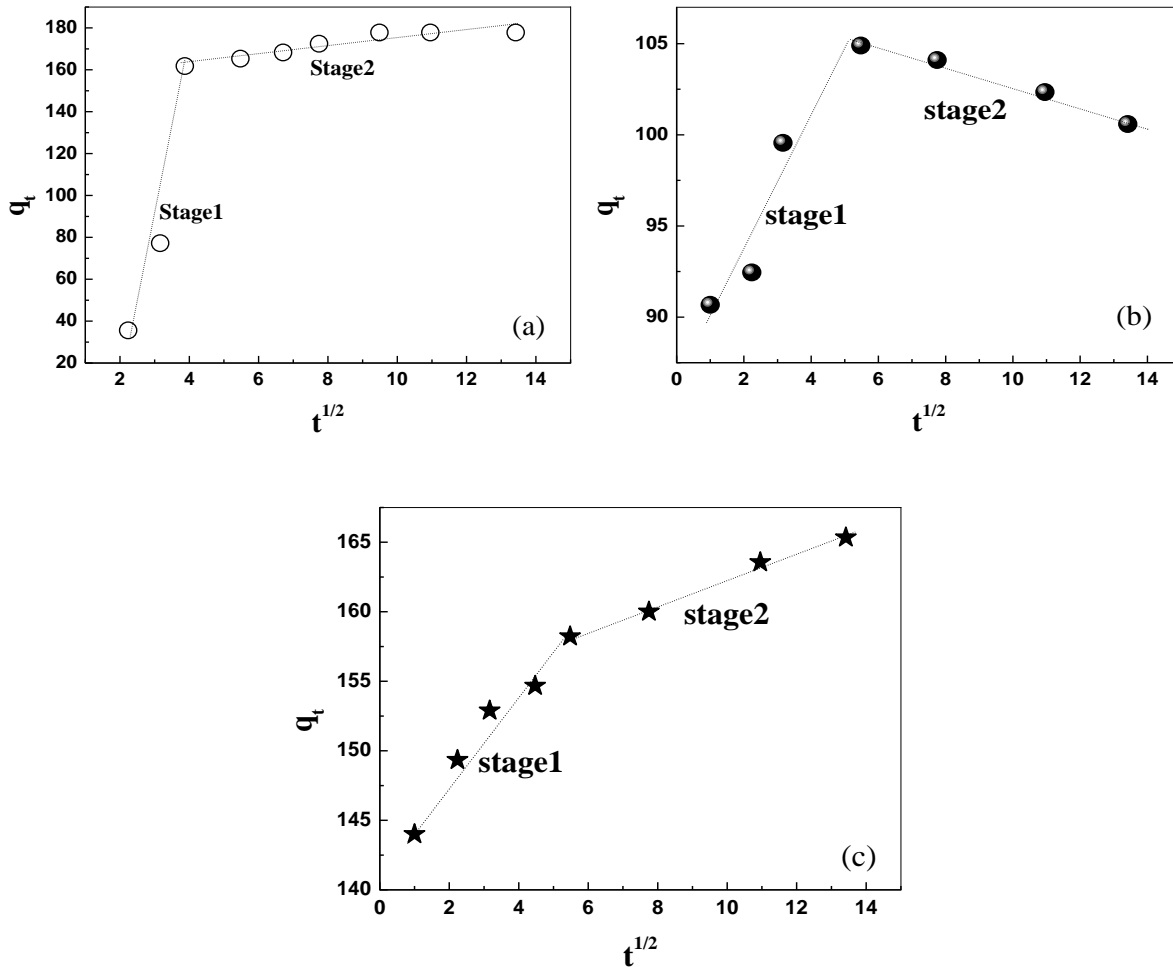 180
160
140
120
100
80
60
40
20
q_t
Stage1
Stage2
(a)
2 4 6 8 10 12 14
t^{1/2}
105
100
95
90
q_t
stage1
stage2
(b)
0 2 4 6 8 10 12 14
t^{1/2}
165
160
155
150
145
140
q_t
stage1
stage2
(c)
0 2 4 6 8 10 12 14
t^{1/2}